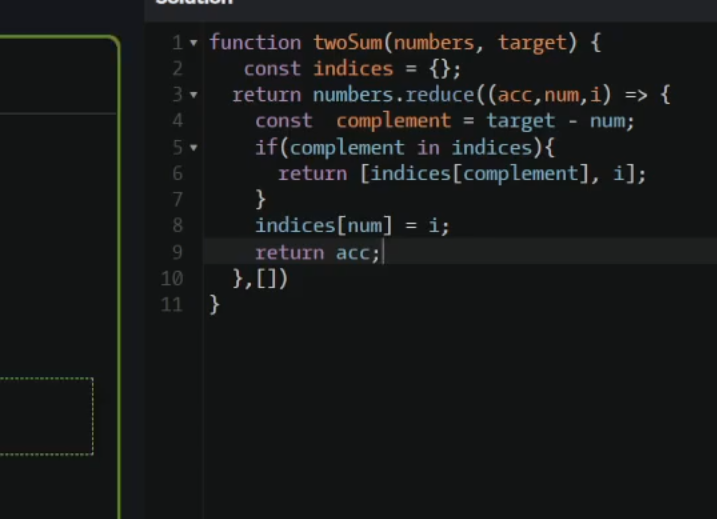 Solution
1 function twoSum(numbers, target) {
2 const indices = {};
3 return numbers.reduce((acc,num,i) => {
4 const  complement = target - num;
5 if(complement in indices){
6 return [indices[complement], i];
7 }
8 indices[num] = i;
9 return acc;
10 },[])
11 }